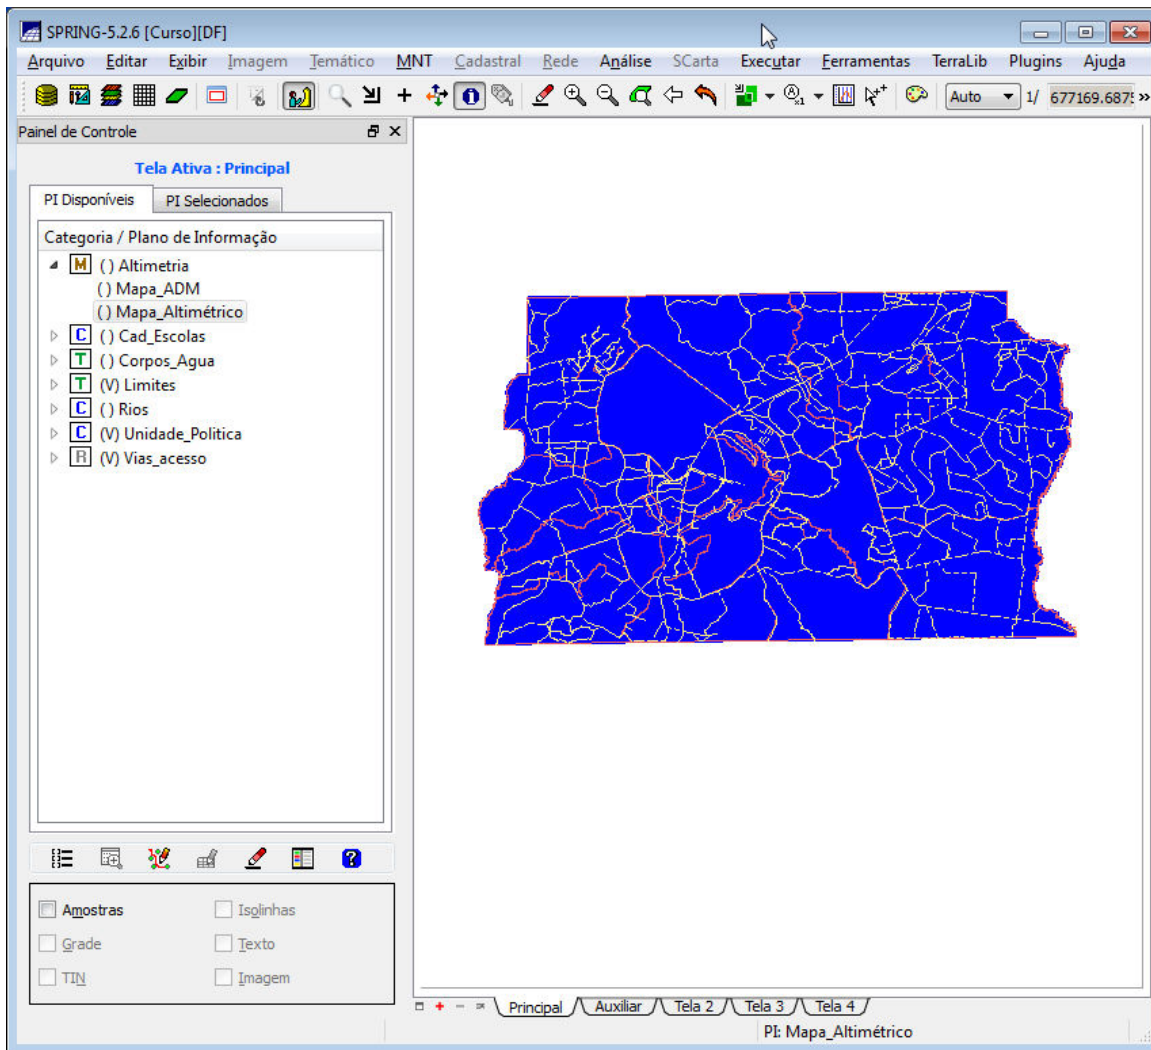 SPRING-5.2.6 [Curso][DF]
Arquivo Editar Exibir Imagem Temático MNT Cadastral Rede Análise SCarta Executar Ferramentas TerraLib Plugins Ajuda
Auto 1/ 677169.6875 »
Painel de Controle
Tela Ativa : Principal
PI Disponíveis PI Selecionados
Categoria / Plano de Informação
M () Altimetria
() Mapa_ADM
() Mapa_Altimétrico
C () Cad_Escolas
T () Corpos_Agua
T (V) Limites
C () Rios
C (V) Unidade_Politica
R (V) Vias_acesso
Amostras Isolinhas
Grade Texto
TIN Imagem
Principal Auxiliar Tela 2 Tela 3 Tela 4
PI: Mapa_Altimétrico